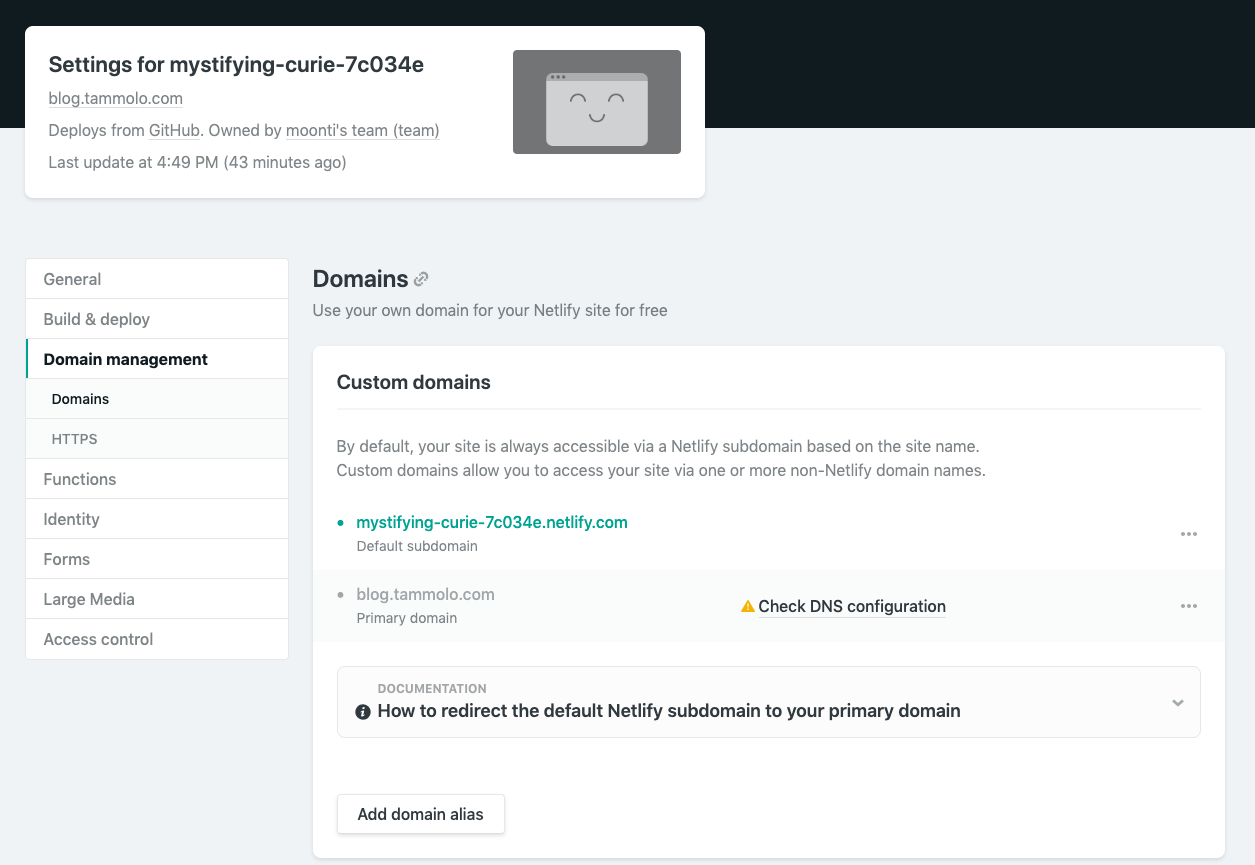 Settings for mystifying-curie-7c034e
blog.tammolo.com
Deploys from GitHub. Owned by moonti's team (team)
Last update at 4:49 PM (43 minutes ago)
General
Build & deploy
Domain management
Domains
HTTPS
Functions
Identity
Forms
Large Media
Access control
Domains
Use your own domain for your Netlify site for free
Custom domains
By default, your site is always accessible via a Netlify subdomain based on the site name.
Custom domains allow you to access your site via one or more non-Netlify domain names.
mystifying-curie-7c034e.netlify.com
Default subdomain
blog.tammolo.com
Primary domain
Check DNS configuration
DOCUMENTATION
How to redirect the default Netlify subdomain to your primary domain
Add domain alias